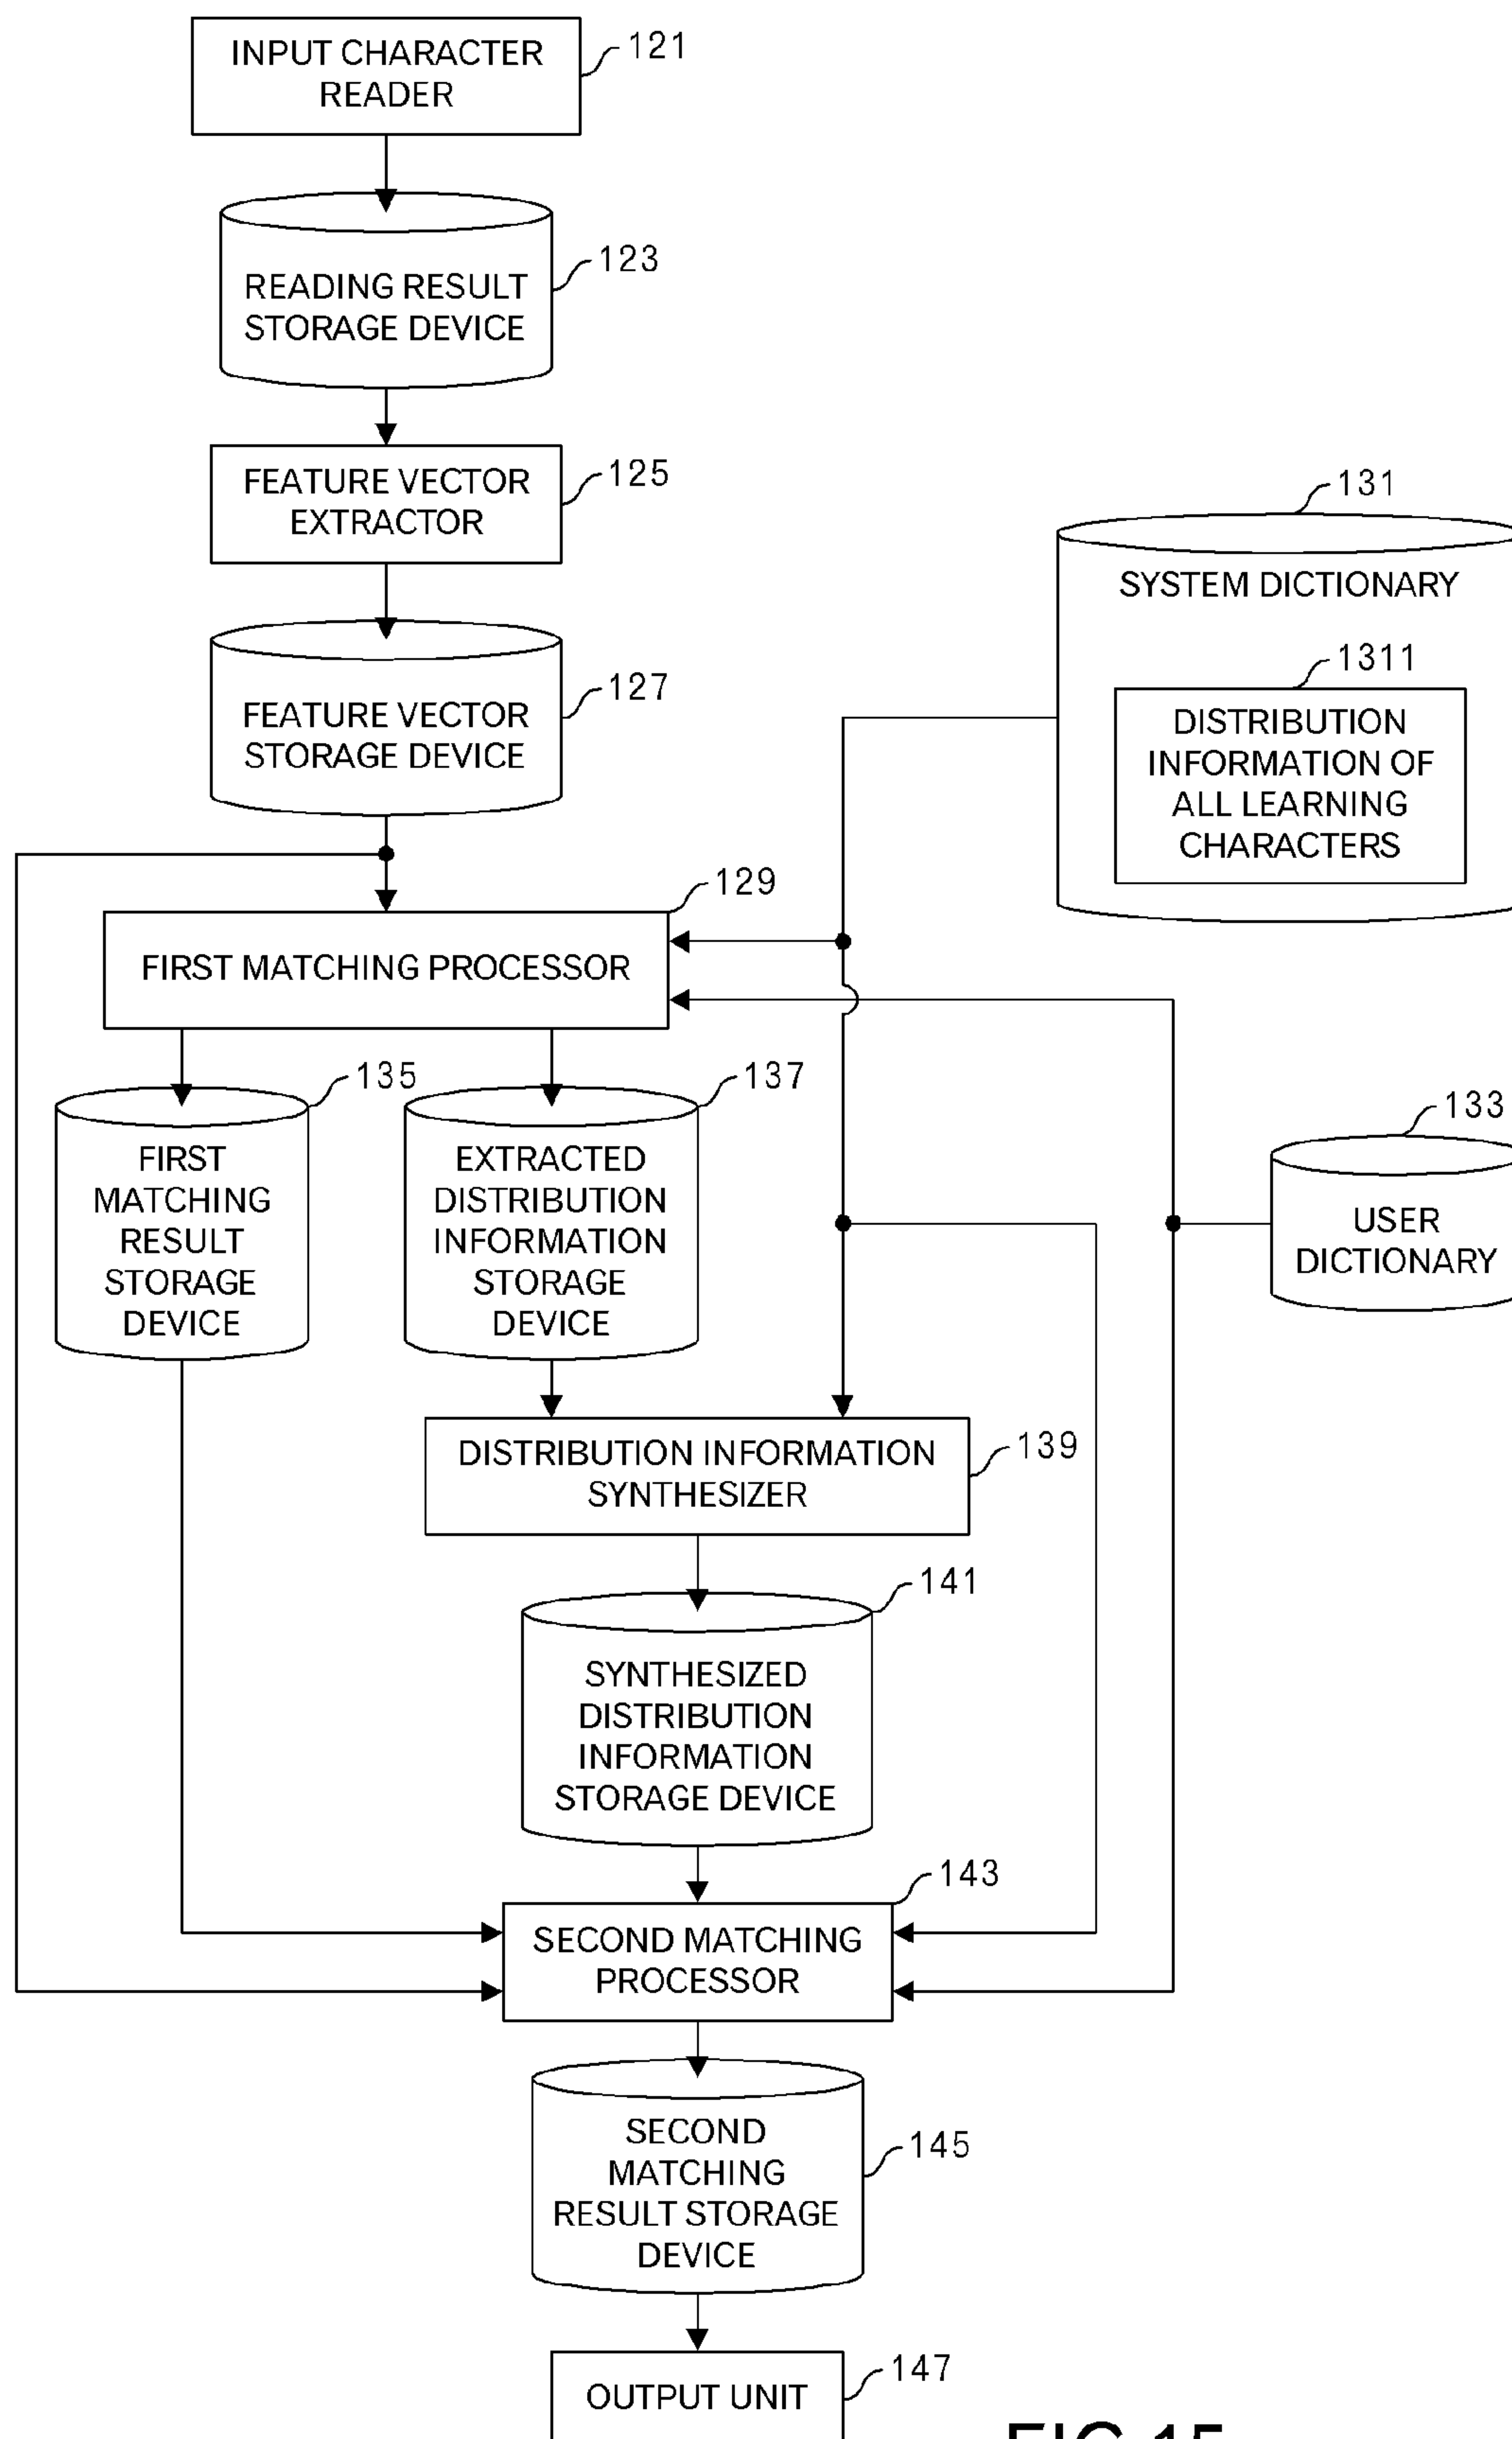 INPUT CHARACTER
READER
121
READING RESULT
STORAGE DEVICE
123
FEATURE VECTOR
EXTRACTOR
125
131
SYSTEM DICTIONARY
1311
DISTRIBUTION
INFORMATION OF
ALL LEARNING
CHARACTERS
FEATURE VECTOR
STORAGE DEVICE
127
129
FIRST MATCHING PROCESSOR
135
FIRST
MATCHING
RESULT
STORAGE
DEVICE
137
EXTRACTED
DISTRIBUTION
INFORMATION
STORAGE
DEVICE
133
USER
DICTIONARY
DISTRIBUTION INFORMATION
SYNTHESIZER
139
141
SYNTHESIZED
DISTRIBUTION
INFORMATION
STORAGE DEVICE
143
SECOND MATCHING
PROCESSOR
SECOND
MATCHING
RESULT STORAGE
DEVICE
145
OUTPUT UNIT
147
FIG.15